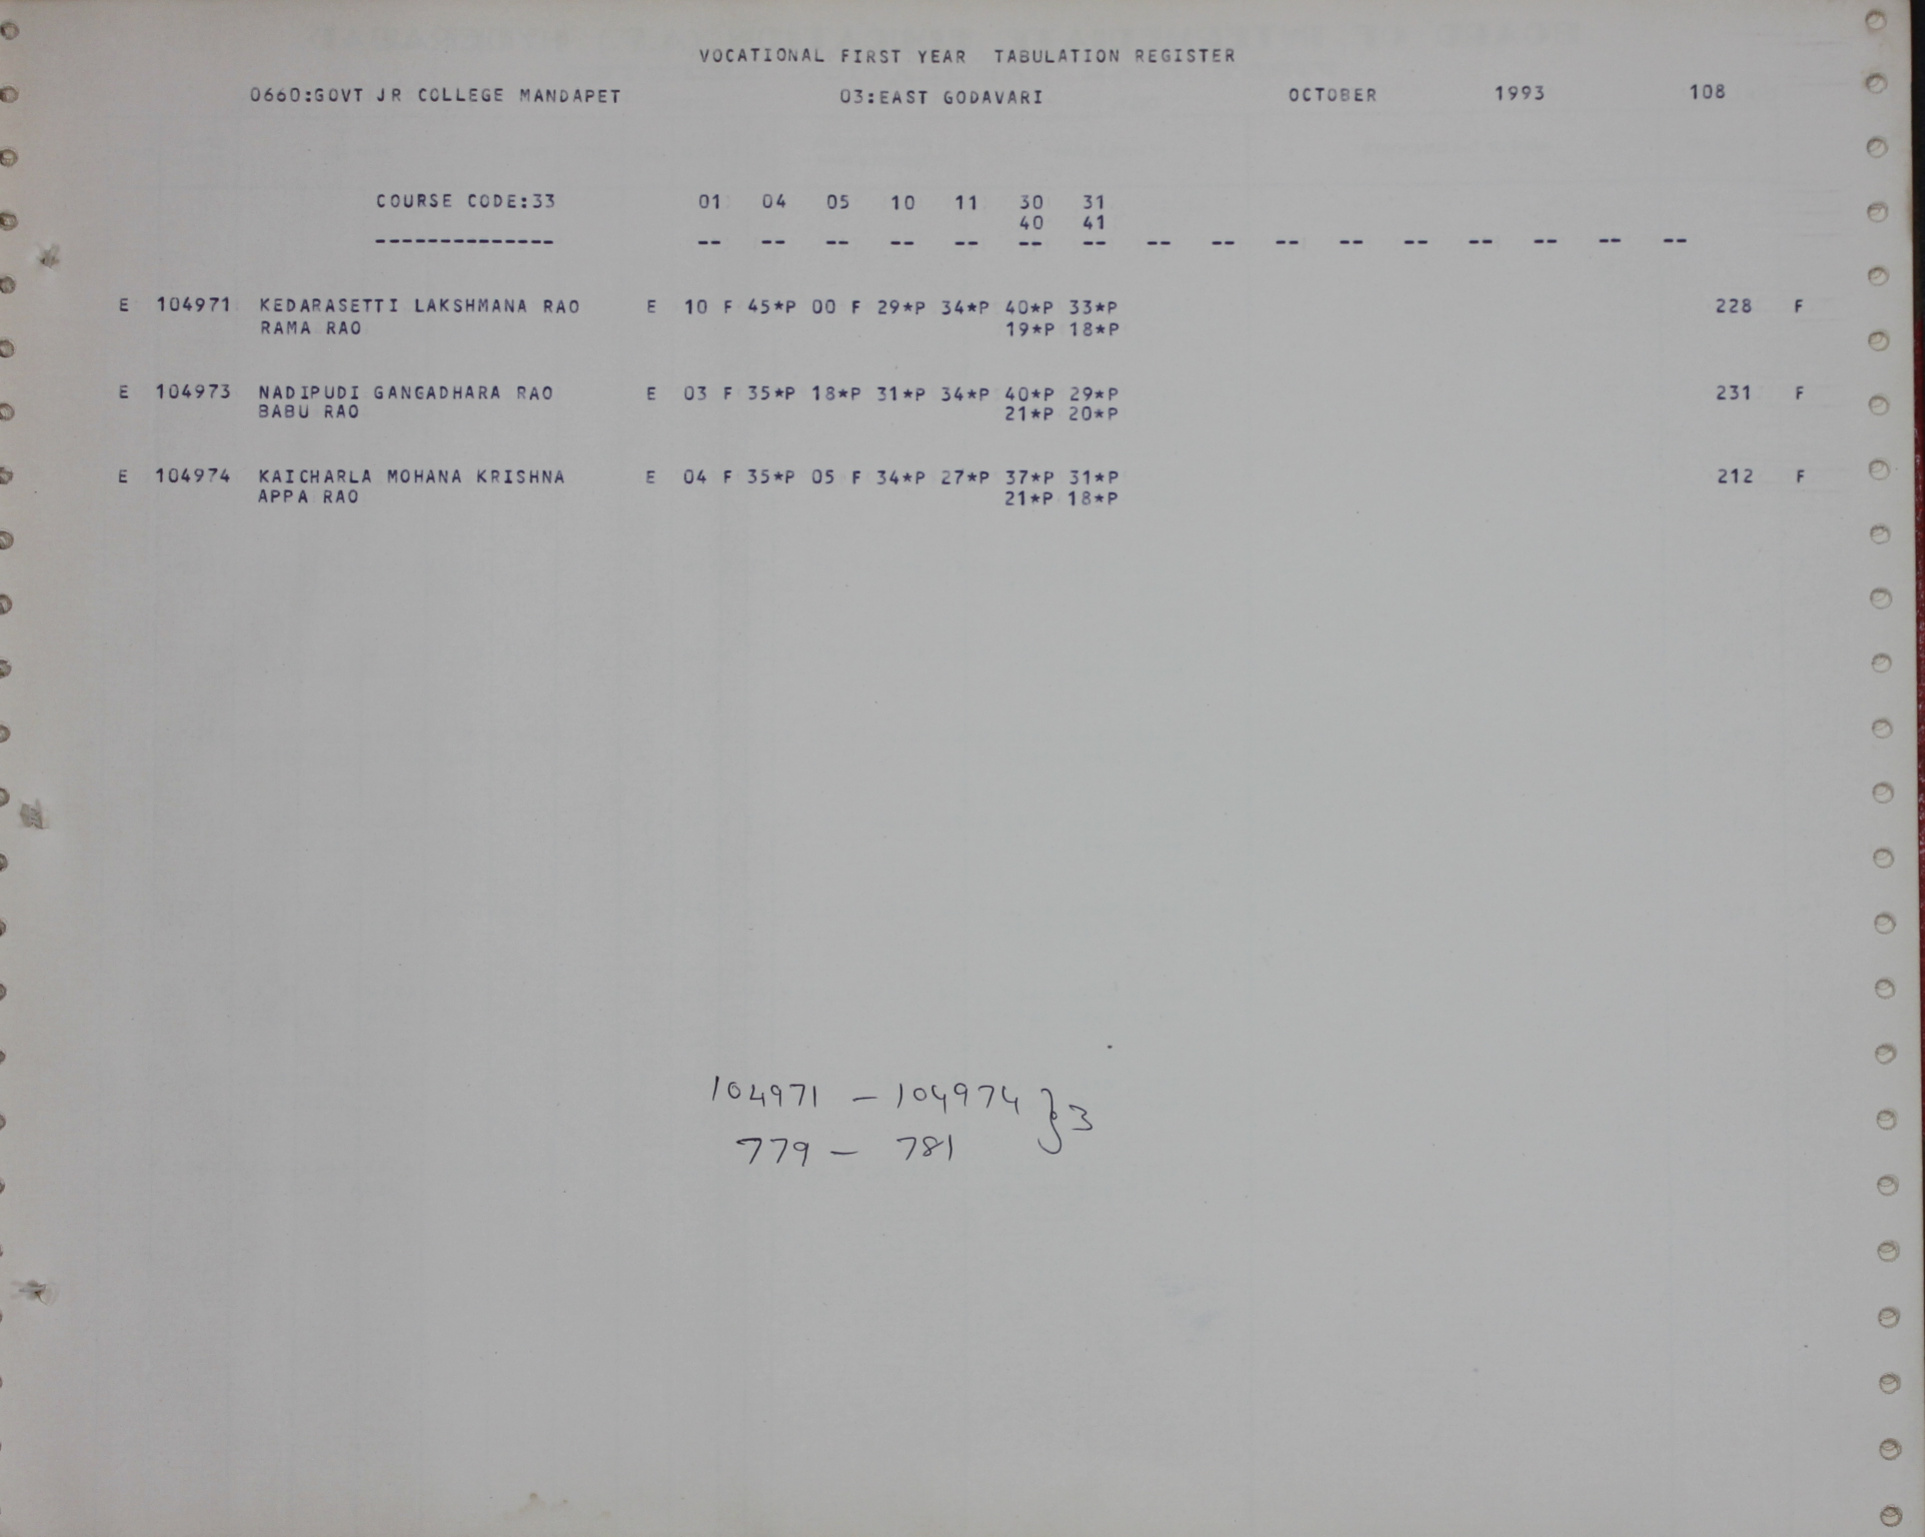 VOCATIONAL FIRST YEAR TABULATION REGISTER
0660:GOVT JR COLLEGE MANDAPET 03:EAST GODAVARI OCTOBER 1993 108
COURSE CODE:33 01 04 05 10 11 30 31
40 41
-------------- -- -- -- -- -- -- -- -- -- -- -- -- -- -- -- --
E 104971 KEDARASETTI LAKSHMANA RAO E 10 F 45*P 00 F 29*P 34*P 40*P 33*P 228 F
RAMA RAO 19*P 18*P
E 104973 NADIPUDI GANGADHARA RAO E 03 F 35*P 18*P 31*P 34*P 40*P 29*P 231 F
BABU RAO 21*P 20*P
E 104974 KAICHARLA MOHANA KRISHNA E 04 F 35*P 05 F 34*P 27*P 37*P 31*P 212 F
APPA RAO 21*P 18*P
104971 - 104974 } 3
779 - 781